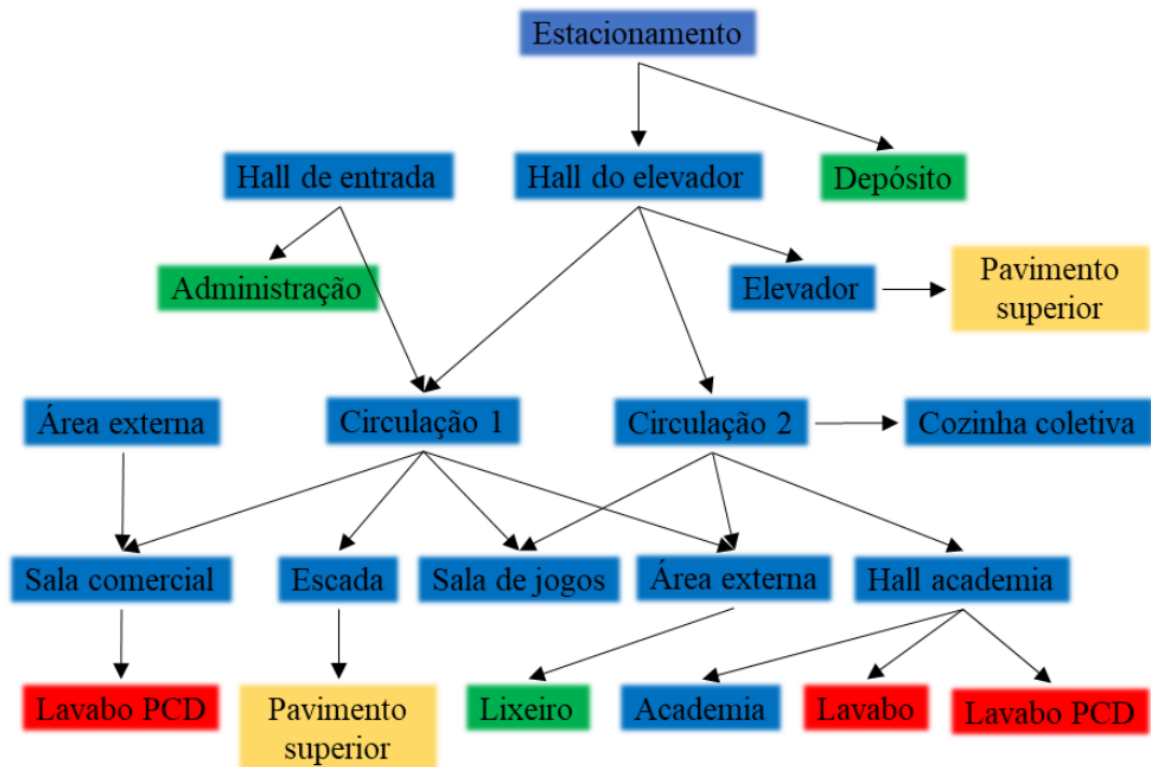 Estacionamento
Hall de entrada
Hall do elevador
Depósito
Administração
Elevador
Pavimento
superior
Área externa
Circulação 1
Circulação 2
Cozinha coletiva
Sala comercial
Escada
Sala de jogos
Área externa
Hall academia
Lavabo PCD
Pavimento
superior
Lixeiro
Academia
Lavabo
Lavabo PCD